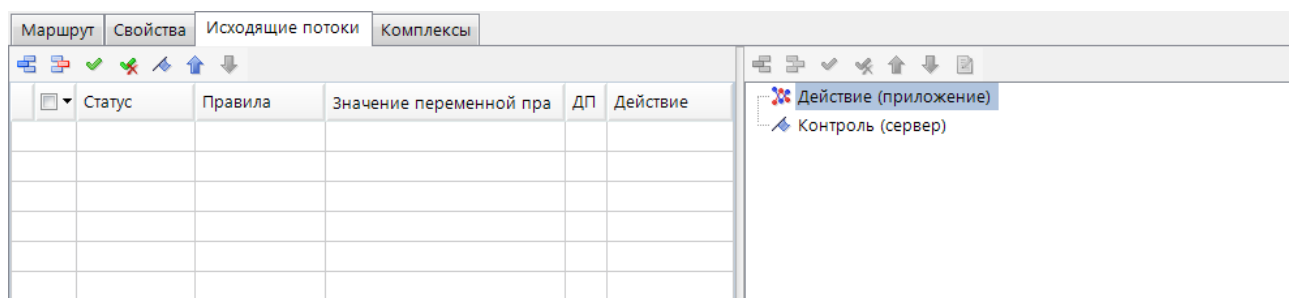 Маршрут Свойства Исходящие потоки Комплексы
Статус Правила Значение переменной пра ДП Действие
Действие (приложение)
Контроль (сервер)